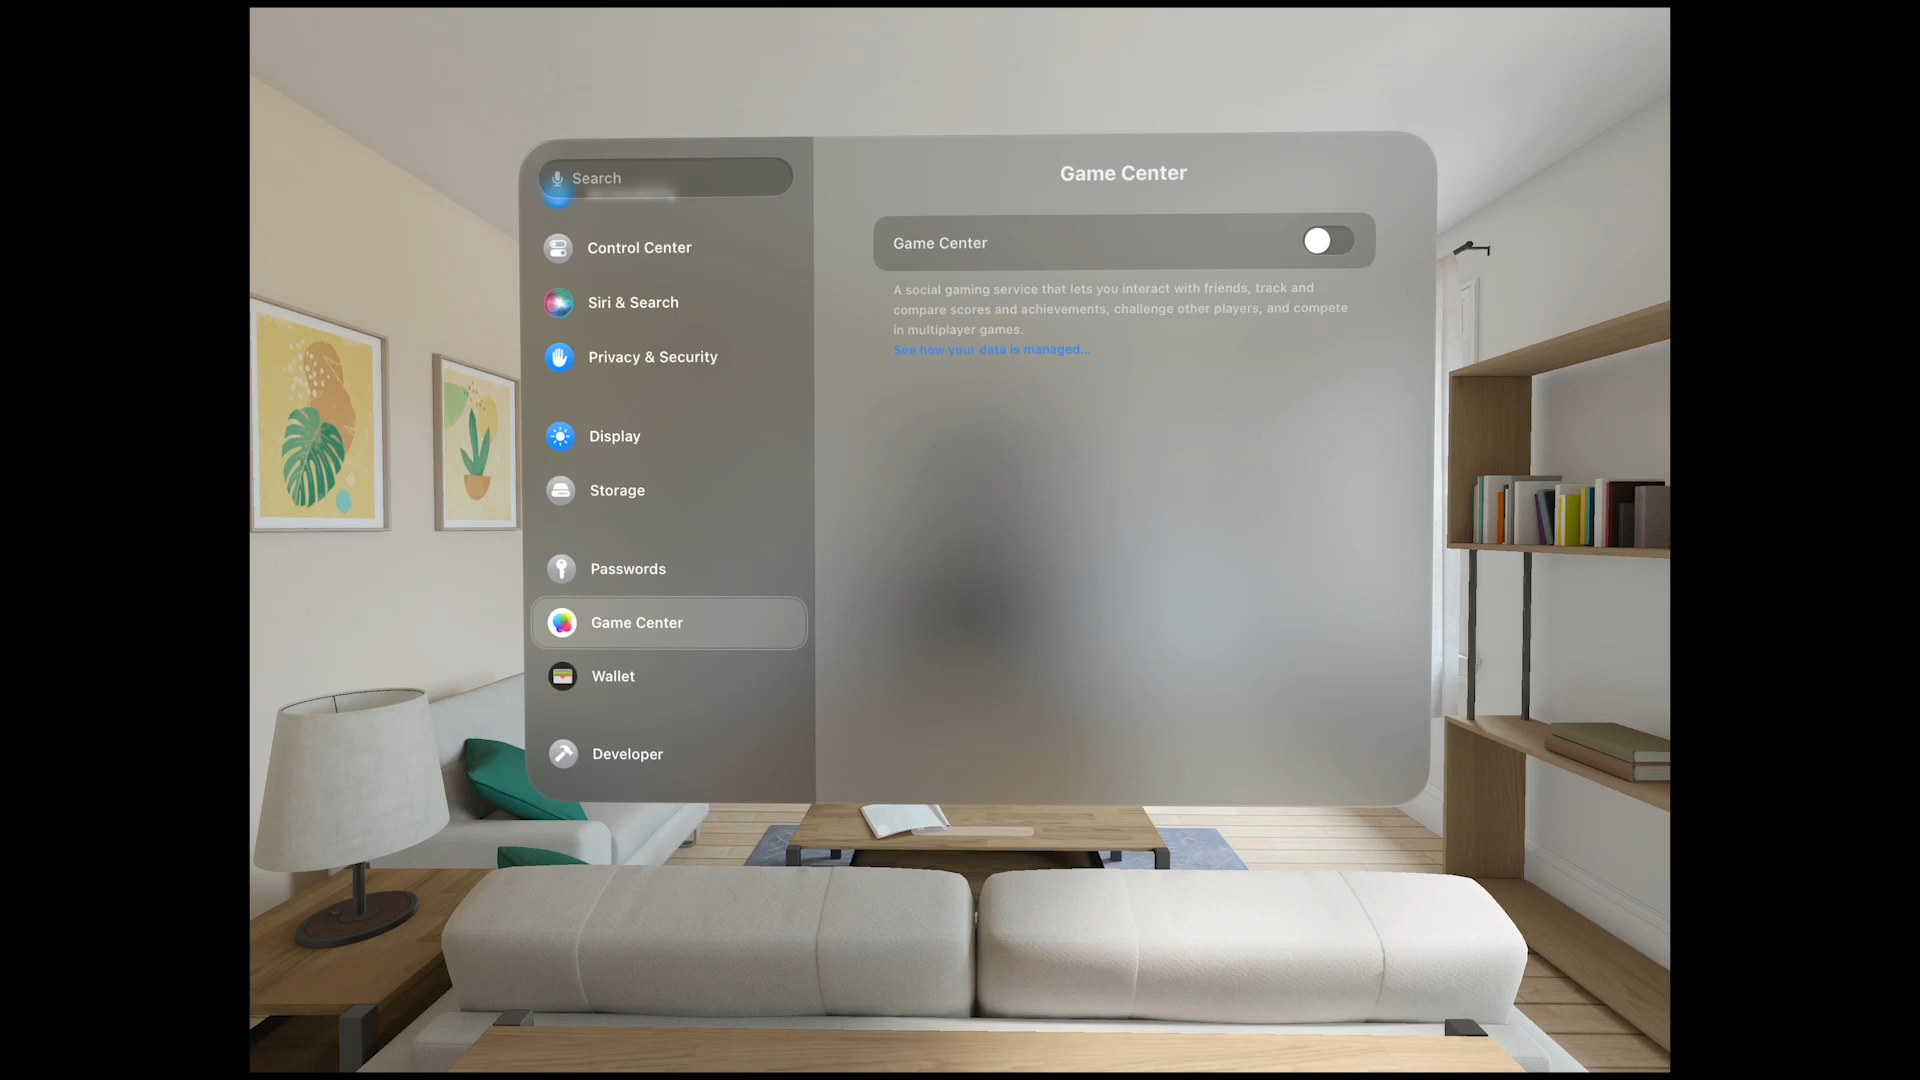 Search
Control Center
Siri & Search
Privacy & Security
Display
Storage
Passwords
Game Center
Wallet
Developer
Game Center
Game Center
A social gaming service that lets you interact with friends, track and
compare scores and achievements, challenge other players, and compete
in multiplayer games.
See how your data is managed...